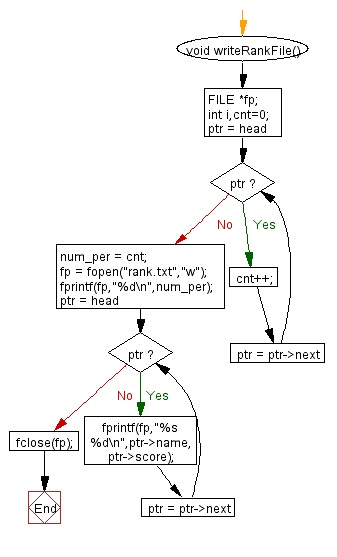 void writeRankFile()
FILE *fp;
int i,cnt=0;
ptr = head
ptr ?
No
Yes
num_per = cnt;
fp = fopen("rank.txt","w");
fprintf(fp,"%d\n",num_per);
ptr = head
cnt++;
ptr = ptr->next
ptr ?
No
Yes
fclose(fp);
fprintf(fp,"%s
%d\n",ptr->name,
ptr->score);
End
ptr = ptr->next